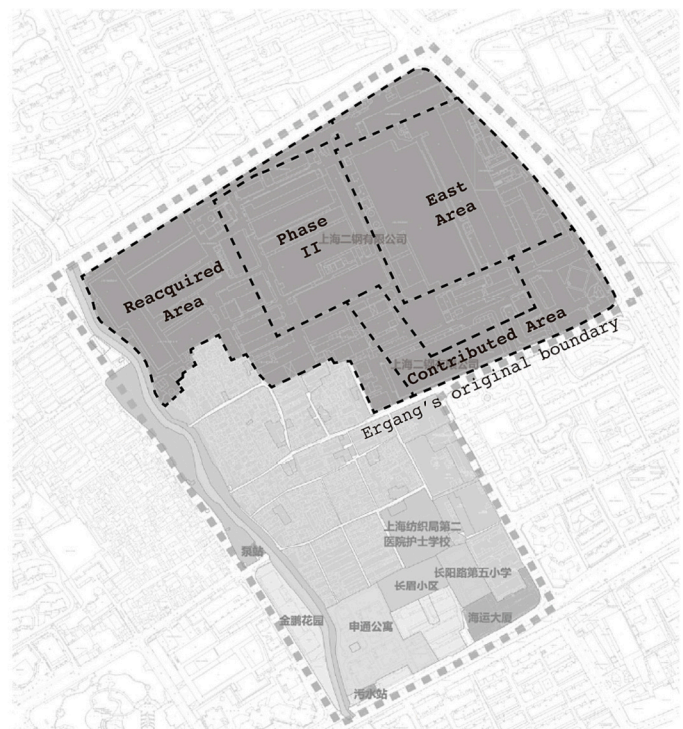 East
Area
Phase
II
上海二钢有限公司
Reacquired
Area
Contributed Area
Ergang's original boundary
上海纺织局第二
医院护士学校
泵站
长阳路第五小学
长眉小区
金鹏花园
申通公寓
海运大厦
污水站